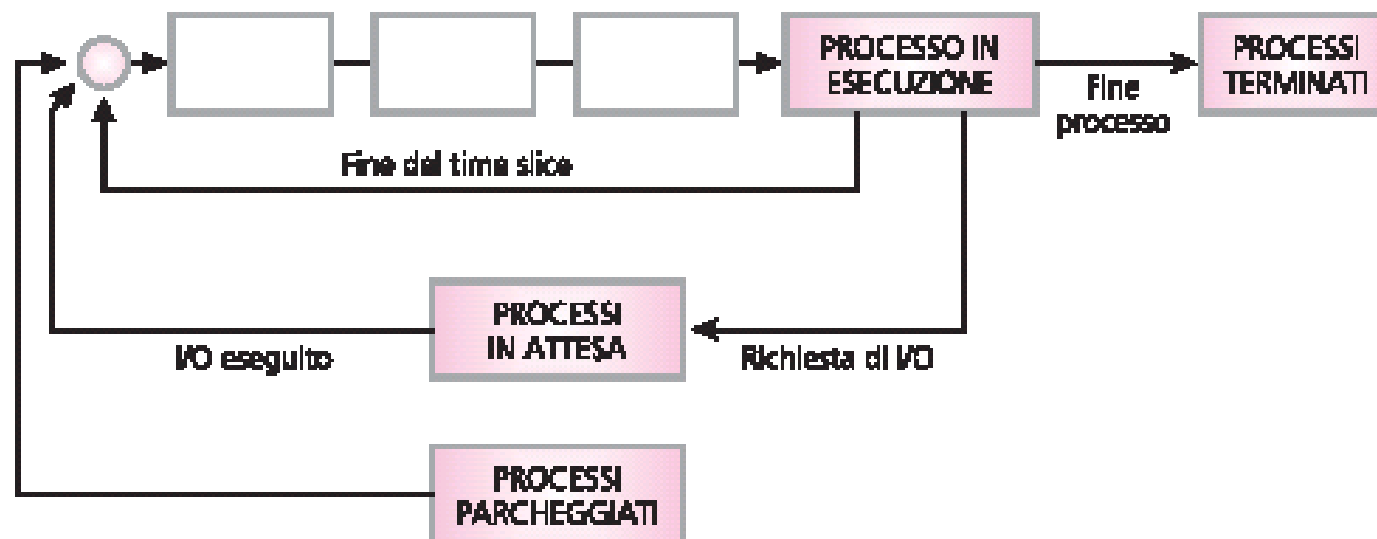 PROCESSO IN
ESECUZIONE
PROCESSI
TERMINATI
Fine
processo
Fine del time slice
PROCESSI
IN ATTESA
I/O eseguito
Richiesta di I/O
PROCESSI
PARCHEGGIATI